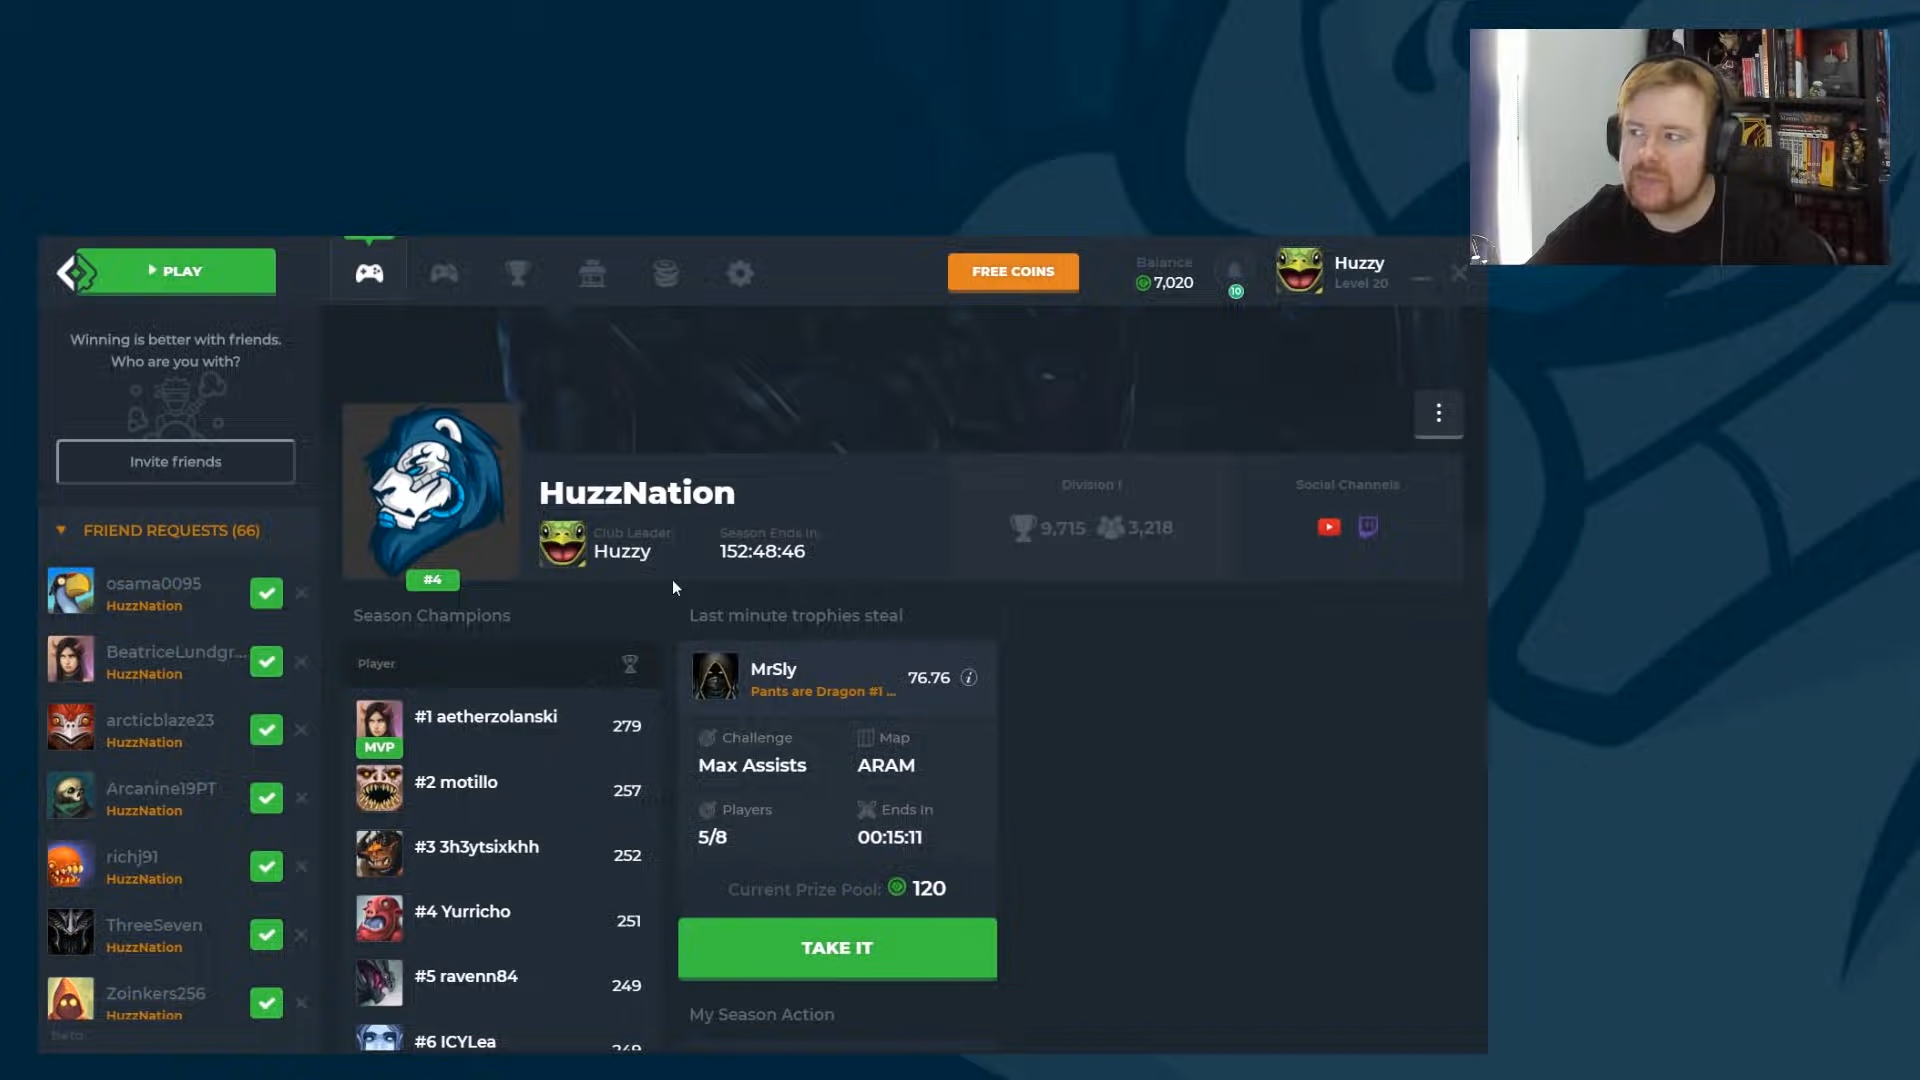 PLAY
FREE COINS
Balance
7,020
10
Huzzy
Level 20
Winning is better with friends.
Who are you with?
Invite friends
FRIEND REQUESTS (66)
osama0095
HuzzNation
BeatriceLundgr...
HuzzNation
arcticblaze23
HuzzNation
Arcanine19PT
HuzzNation
richj91
HuzzNation
ThreeSeven
HuzzNation
Zoinkers256
HuzzNation
Beta
HuzzNation
Club Leader
Huzzy
Season Ends In
152:48:46
Division I
9,715 3,218
Social Channels
#4
Season Champions
Player
#1 aetherzolanski 279
MVP
#2 motillo 257
#3 3h3ytsixkhh 252
#4 Yurricho 251
#5 ravenn84 249
#6 ICYLea 249
Last minute trophies steal
MrSly
Pants are Dragon #1 ...
76.76
Challenge Map
Max Assists ARAM
Players Ends In
5/8 00:15:11
Current Prize Pool: 120
TAKE IT
My Season Action